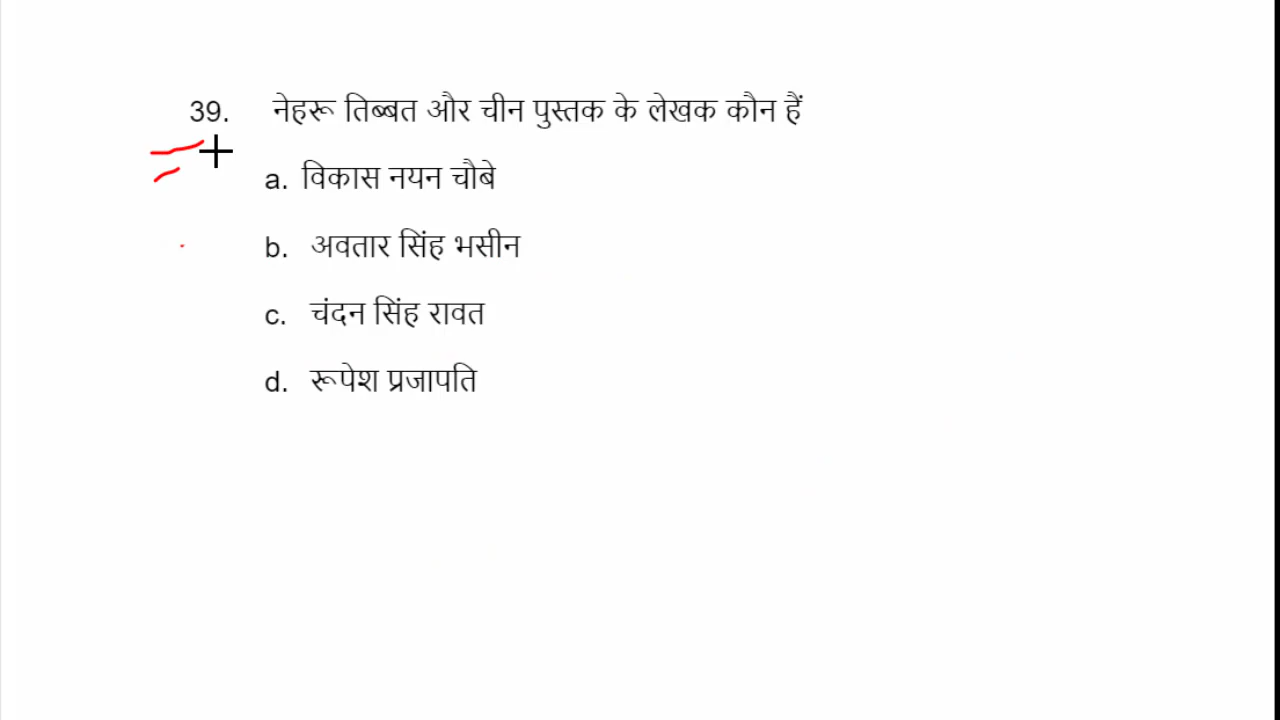 39. नेहरू तिब्बत और चीन पुस्तक के लेखक कौन हैं
a. विकास नयन चौबे
b. अवतार सिंह भसीन
c. चंदन सिंह रावत
d. रूपेश प्रजापति